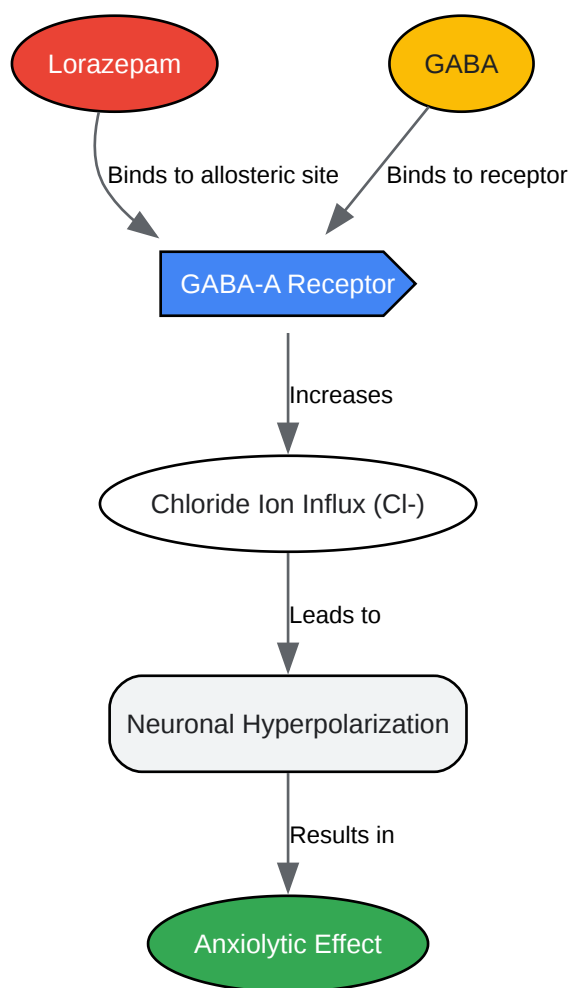 Lorazepam
GABA
Binds to allosteric site
Binds to receptor
GABA-A Receptor
Increases
Chloride Ion Influx (Cl-)
Leads to
Neuronal Hyperpolarization
Results in
Anxiolytic Effect